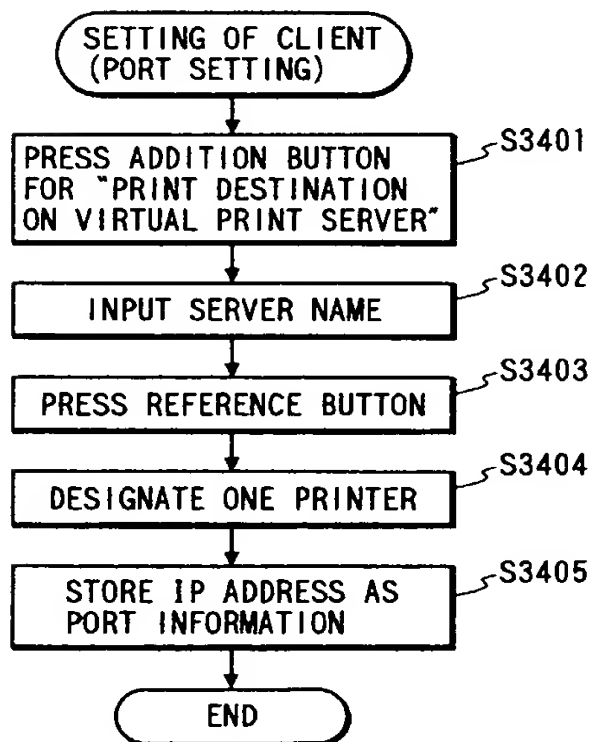 SETTING OF CLIENT
(PORT SETTING)
S3401
PRESS ADDITION BUTTON
FOR "PRINT DESTINATION
ON VIRTUAL PRINT SERVER"
S3402
INPUT SERVER NAME
S3403
PRESS REFERENCE BUTTON
S3404
DESIGNATE ONE PRINTER
S3405
STORE IP ADDRESS AS
PORT INFORMATION
END